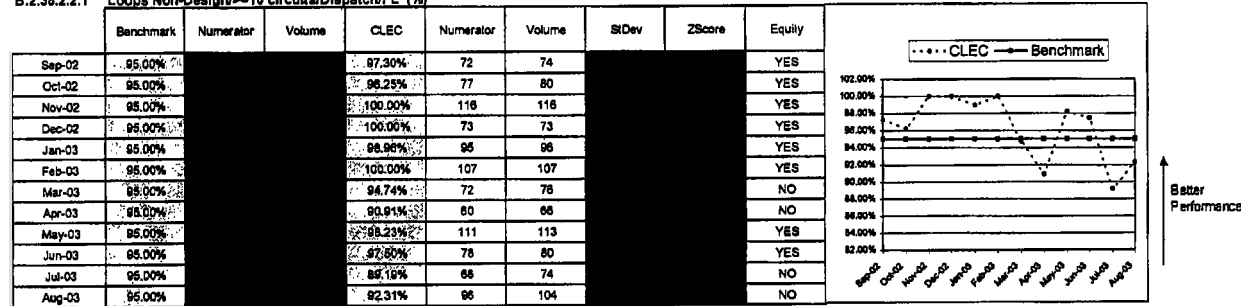 B.2.38.2.2.1 Loops Non-Design/>=10 circuits/Dispatch/FL (%)
Benchmark Numerator Volume CLEC Numerator Volume StDev ZScore Equity
Sep-02 95.00% 97.30% 72 74 YES
Oct-02 95.00% 96.25% 77 80 YES
Nov-02 95.00% 100.00% 116 116 YES
Dec-02 95.00% 100.00% 73 73 YES
Jan-03 95.00% 98.96% 95 96 YES
Feb-03 95.00% 100.00% 107 107 YES
Mar-03 95.00% 94.74% 72 76 NO
Apr-03 95.00% 90.91% 60 66 NO
May-03 95.00% 98.23% 111 113 YES
Jun-03 95.00% 97.50% 78 80 YES
Jul-03 95.00% 89.19% 66 74 NO
Aug-03 95.00% 92.31% 96 104 NO
CLEC Benchmark
102.00%
100.00%
98.00%
96.00%
94.00%
92.00%
90.00%
88.00%
86.00%
84.00%
82.00%
Sep-02 Oct-02 Nov-02 Dec-02 Jan-03 Feb-03 Mar-03 Apr-03 May-03 Jun-03 Jul-03 Aug-03
Better
Performance